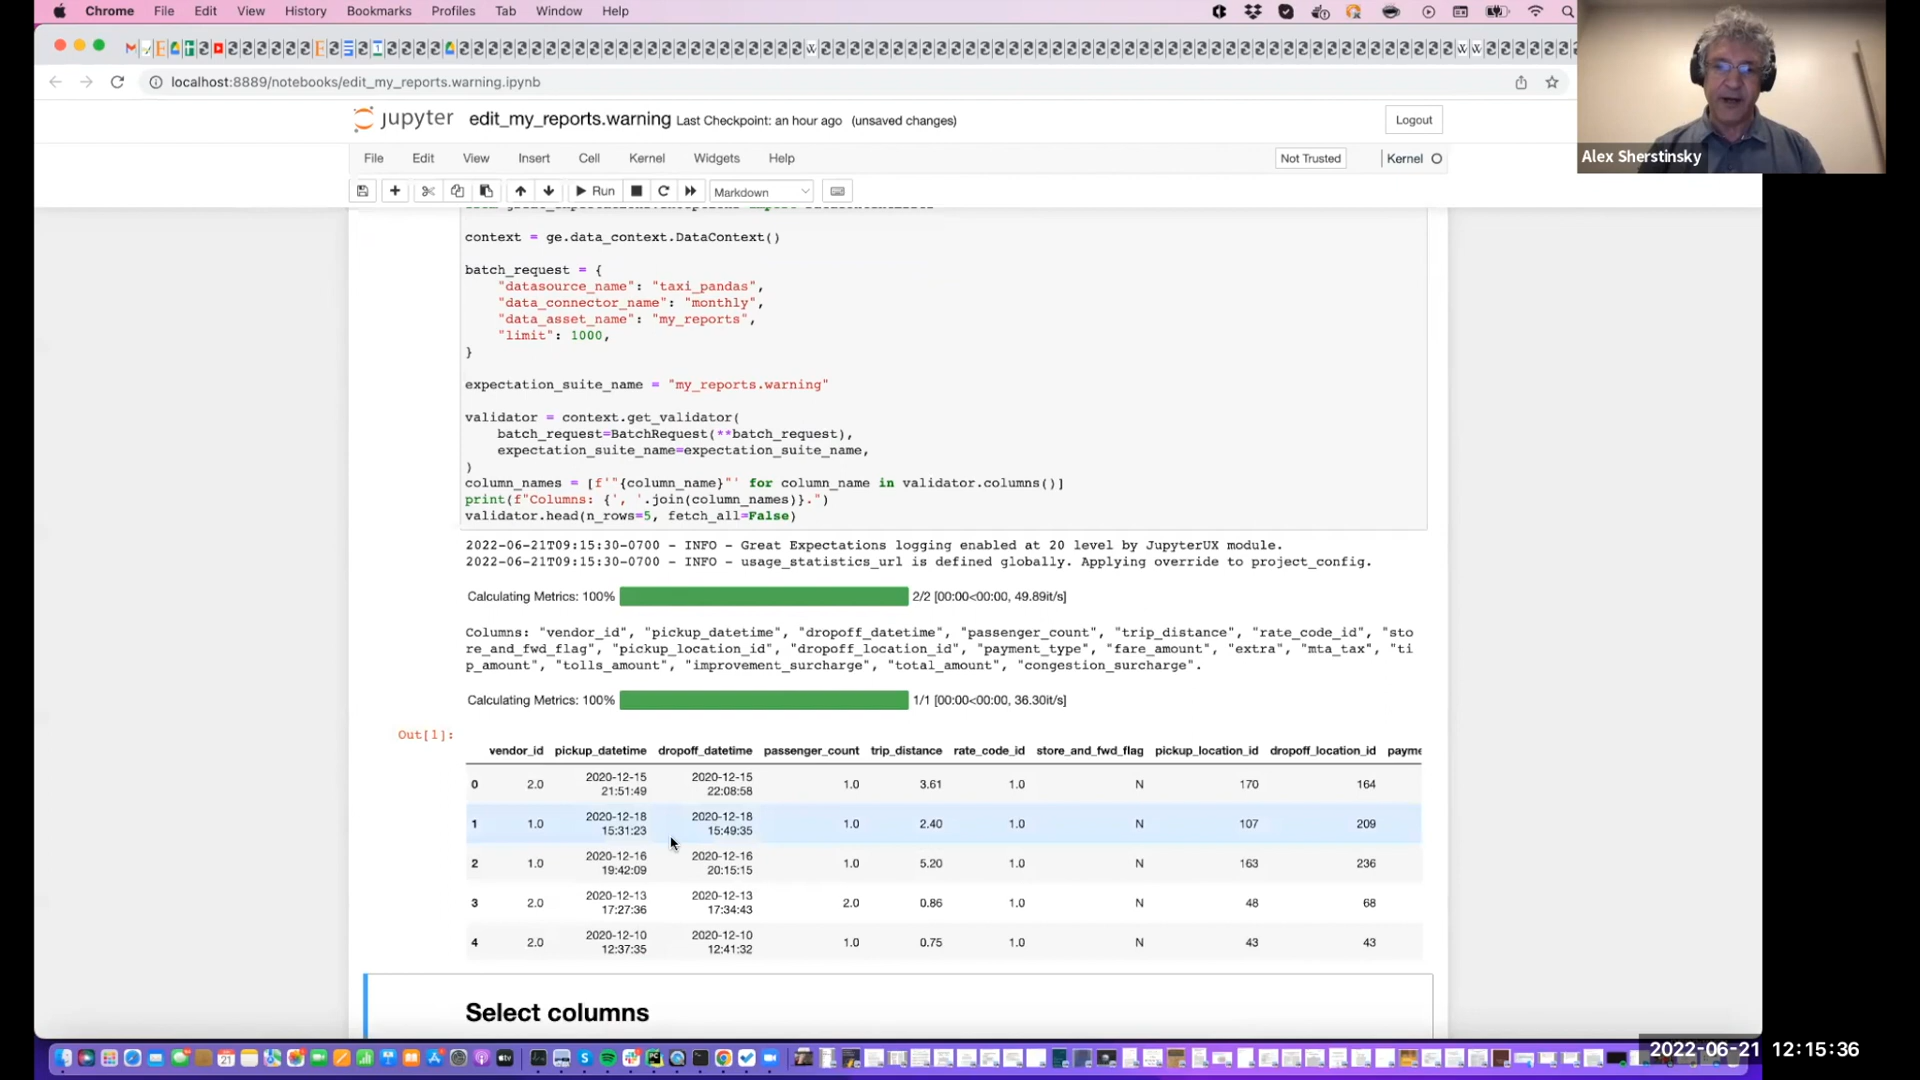 Chrome File Edit View History Bookmarks Profiles Tab Window Help
localhost:8889/notebooks/edit_my_reports.warning.ipynb
Alex Sherstinsky
jupyter edit_my_reports.warning Last Checkpoint: an hour ago (unsaved changes) Logout
File Edit View Insert Cell Kernel Widgets Help Not Trusted Kernel
Run Markdown
context = ge.data_context.DataContext()
batch_request = {
"datasource_name": "taxi_pandas",
"data_connector_name": "monthly",
"data_asset_name": "my_reports",
"limit": 1000,
}
expectation_suite_name = "my_reports.warning"
validator = context.get_validator(
batch_request=BatchRequest(**batch_request),
expectation_suite_name=expectation_suite_name,
)
column_names = [f'"{column_name}"' for column_name in validator.columns()]
print(f"Columns: {', '.join(column_names)}.")
validator.head(n_rows=5, fetch_all=False)
2022-06-21T09:15:30-0700 - INFO - Great Expectations logging enabled at 20 level by JupyterUX module.
2022-06-21T09:15:30-0700 - INFO - usage_statistics_url is defined globally. Applying override to project_config.
Calculating Metrics: 100% 2/2 [00:00<00:00, 49.89it/s]
Columns: "vendor_id", "pickup_datetime", "dropoff_datetime", "passenger_count", "trip_distance", "rate_code_id", "sto
re_and_fwd_flag", "pickup_location_id", "dropoff_location_id", "payment_type", "fare_amount", "extra", "mta_tax", "ti
p_amount", "tolls_amount", "improvement_surcharge", "total_amount", "congestion_surcharge".
Calculating Metrics: 100% 1/1 [00:00<00:00, 36.30it/s]
Out[1]:
vendor_id pickup_datetime dropoff_datetime passenger_count trip_distance rate_code_id store_and_fwd_flag pickup_location_id dropoff_location_id payme
0 2.0 2020-12-15 21:51:49 2020-12-15 22:08:58 1.0 3.61 1.0 N 170 164
1 1.0 2020-12-18 15:31:23 2020-12-18 15:49:35 1.0 2.40 1.0 N 107 209
2 1.0 2020-12-16 19:42:09 2020-12-16 20:15:15 1.0 5.20 1.0 N 163 236
3 2.0 2020-12-13 17:27:36 2020-12-13 17:34:43 2.0 0.86 1.0 N 48 68
4 2.0 2020-12-10 12:37:35 2020-12-10 12:41:32 1.0 0.75 1.0 N 43 43
Select columns
2022-06-21 12:15:36